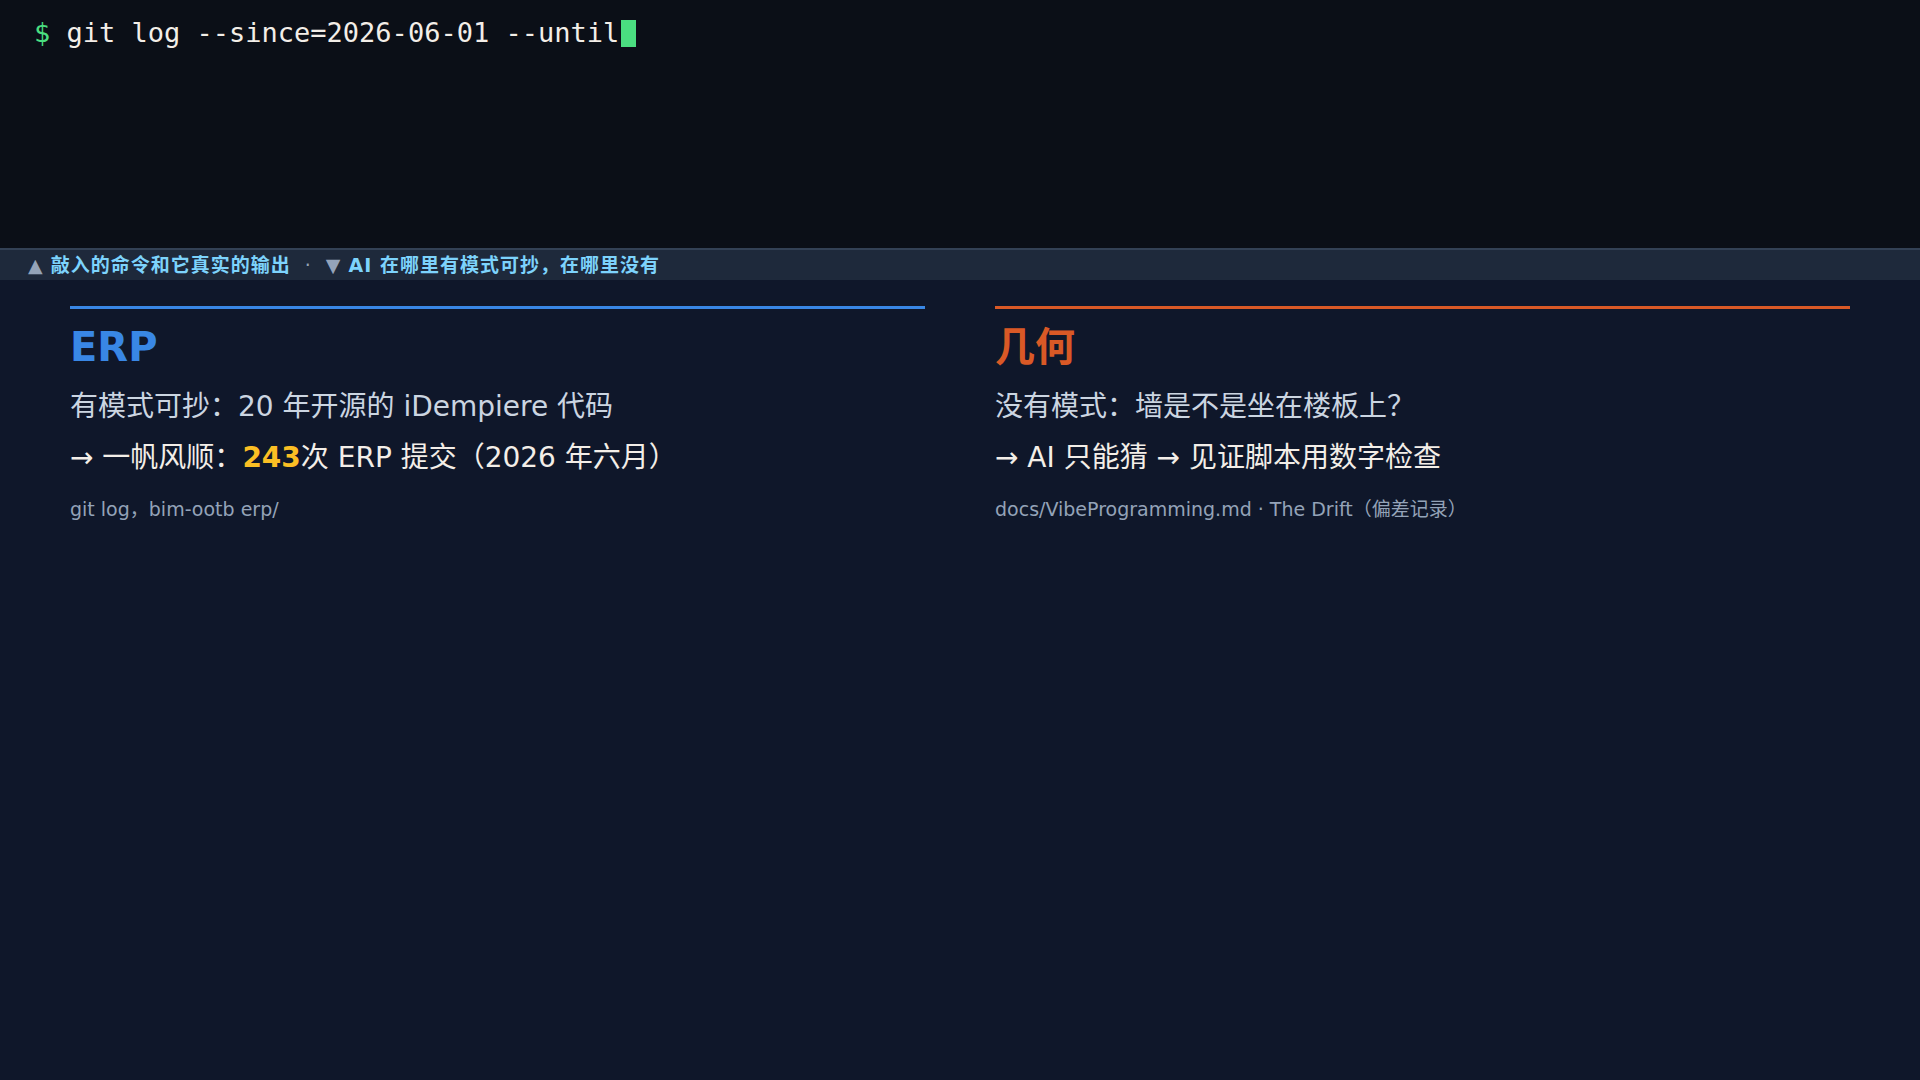 $ git log --since=2026-06-01 --until
▲ 敲入的命令和它真实的输出 · ▼ AI 在哪里有模式可抄，在哪里没有
ERP
有模式可抄：20 年开源的 iDempiere 代码
→ 一帆风顺：243次 ERP 提交（2026 年六月）
git log，bim-ootb erp/
几何
没有模式：墙是不是坐在楼板上？
→ AI 只能猜 → 见证脚本用数字检查
docs/VibeProgramming.md · The Drift（偏差记录）